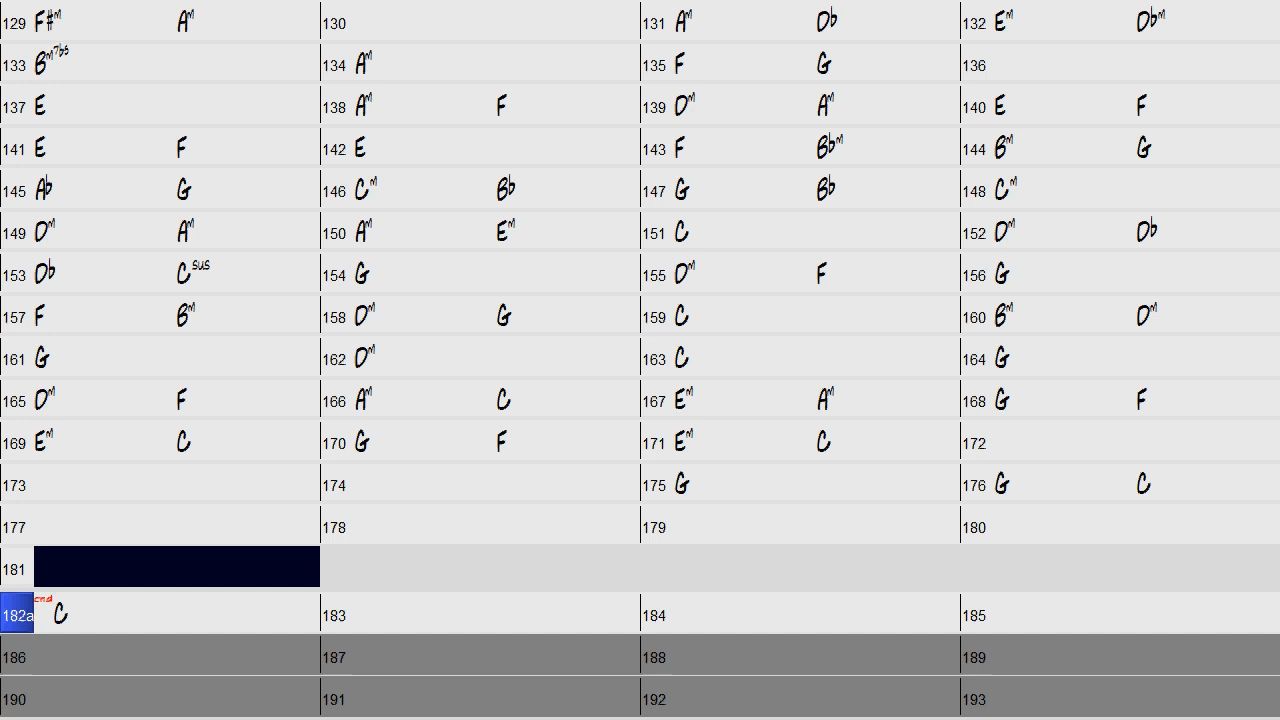 129 F#m Am 130 131 Am Db 132 Em Dbm
133 Bm7b5 134 Am 135 F G 136
137 E 138 Am F 139 Dm Am 140 E F
141 E F 142 E 143 F Bbm 144 Bm G
145 Ab G 146 Cm Bb 147 G Bb 148 Cm
149 Dm Am 150 Am Em 151 C 152 Dm Db
153 Db Csus 154 G 155 Dm F 156 G
157 F Bm 158 Dm G 159 C 160 Bm Dm
161 G 162 Dm 163 C 164 G
165 Dm F 166 Am C 167 Em Am 168 G F
169 Em C 170 G F 171 Em C 172
173 174 175 G 176 G C
177 178 179 180
181
182a cmd C 183 184 185
186 187 188 189
190 191 192 193